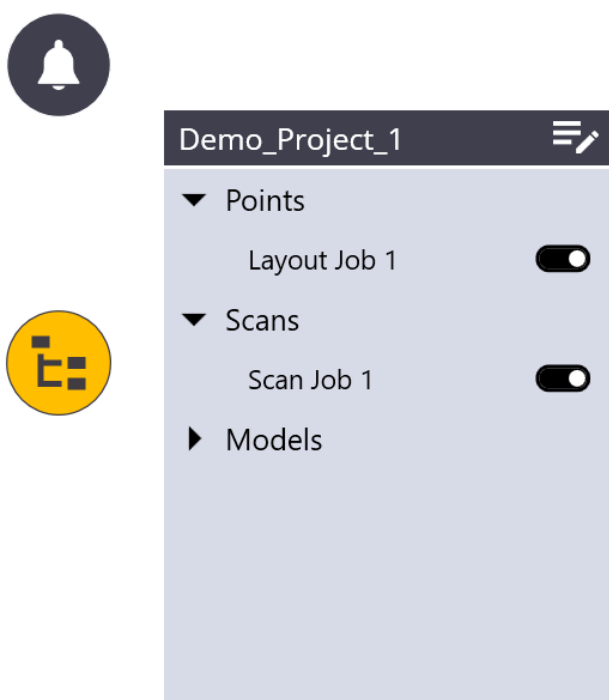 Demo_Project_1
Points
Layout Job 1
Scans
Scan Job 1
Models